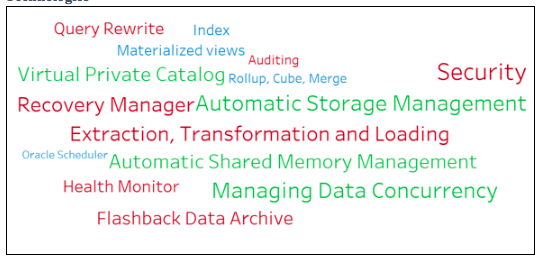 Query Rewrite Index
Materialized views
Auditing
Virtual Private Catalog Rollup, Cube, Merge Security
Recovery Manager Automatic Storage Management
Extraction, Transformation and Loading
Oracle Scheduler Automatic Shared Memory Management
Health Monitor Managing Data Concurrency
Flashback Data Archive